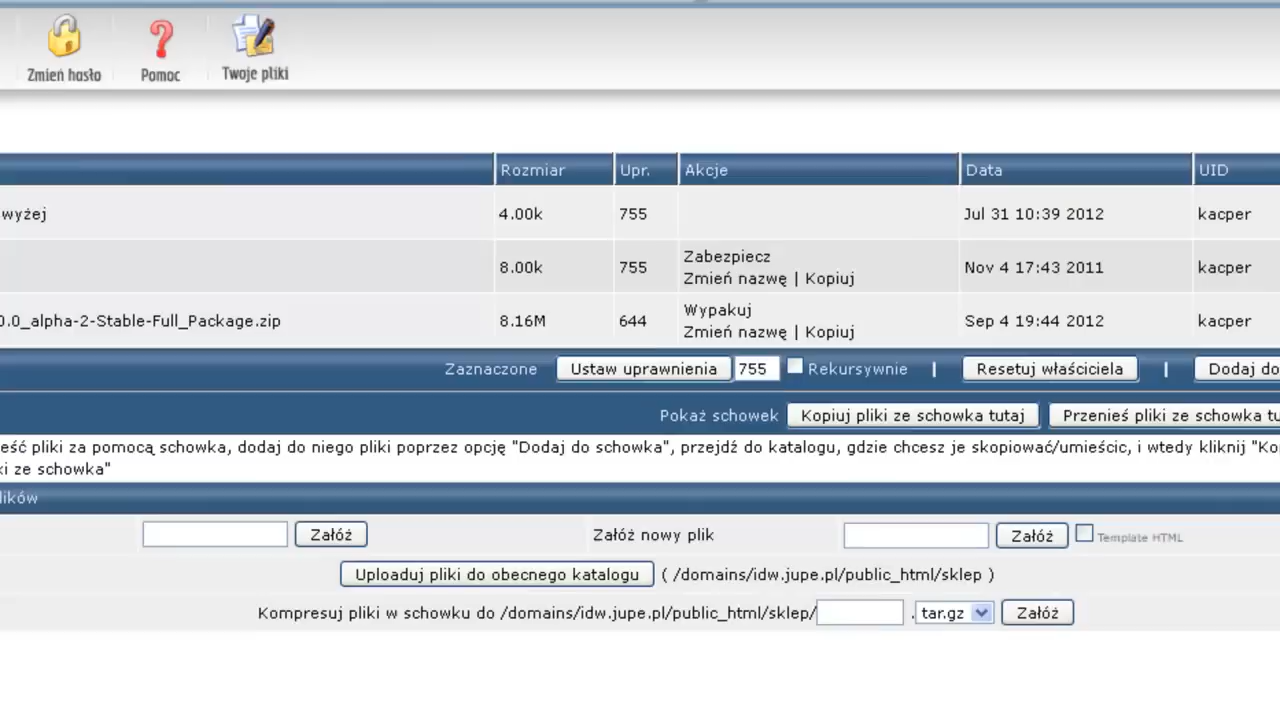 Zmień hasło
Pomoc
Twoje pliki
Rozmiar Upr. Akcje Data UID
wyżej 4.00k 755 Jul 31 10:39 2012 kacper
Zabezpiecz
8.00k 755 Nov 4 17:43 2011 kacper
Zmień nazwę | Kopiuj
Wypakuj
0.0_alpha-2-Stable-Full_Package.zip 8.16M 644 Sep 4 19:44 2012 kacper
Zmień nazwę | Kopiuj
Zaznaczone Ustaw uprawnienia 755 Rekursywnie | Resetuj właściciela | Dodaj do
Pokaż schowek Kopiuj pliki ze schowka tutaj Przenieś pliki ze schowka tu
eść pliki za pomocą schowka, dodaj do niego pliki poprzez opcję "Dodaj do schowka", przejdź do katalogu, gdzie chcesz je skopiować/umieścic, i wtedy kliknij "Ko
ki ze schowka"
lików
Załóż Załóż nowy plik Załóż Template HTML
Uploaduj pliki do obecnego katalogu ( /domains/idw.jupe.pl/public_html/sklep )
Kompresuj pliki w schowku do /domains/idw.jupe.pl/public_html/sklep/ . tar.gz Załóż